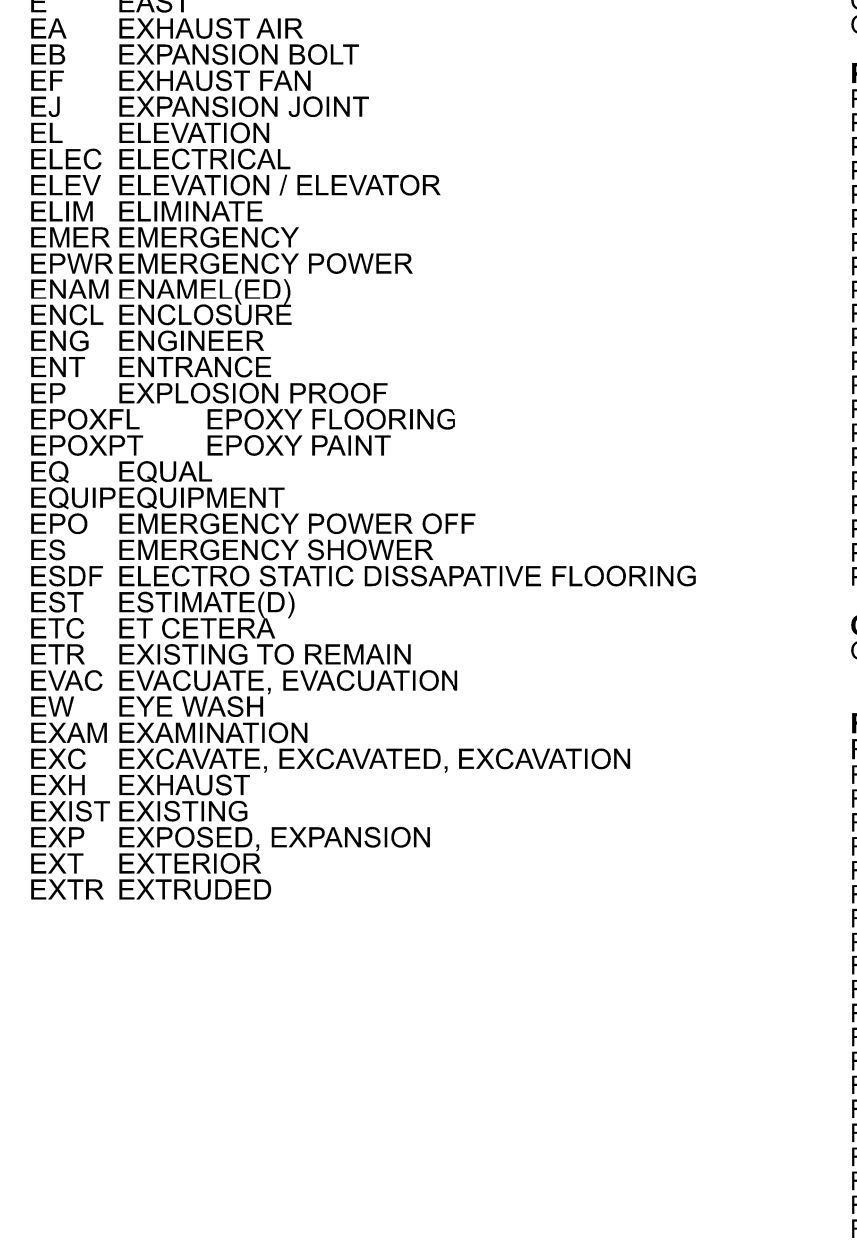 E EAST
EA EXHAUST AIR
EB EXPANSION BOLT
EF EXHAUST FAN
EJ EXPANSION JOINT
EL ELEVATION
ELEC ELECTRICAL
ELEV ELEVATION / ELEVATOR
ELIM ELIMINATE
EMER EMERGENCY
EPWR EMERGENCY POWER
ENAM ENAMEL(ED)
ENCL ENCLOSURE
ENG ENGINEER
ENT ENTRANCE
EP EXPLOSION PROOF
EPOXFL EPOXY FLOORING
EPOXPT EPOXY PAINT
EQ EQUAL
EQUIP EQUIPMENT
EPO EMERGENCY POWER OFF
ES EMERGENCY SHOWER
ESDF ELECTRO STATIC DISSAPATIVE FLOORING
EST ESTIMATE(D)
ETC ET CETERA
ETR EXISTING TO REMAIN
EVAC EVACUATE, EVACUATION
EW EYE WASH
EXAM EXAMINATION
EXC EXCAVATE, EXCAVATED, EXCAVATION
EXH EXHAUST
EXIST EXISTING
EXP EXPOSED, EXPANSION
EXT EXTERIOR
EXTR EXTRUDED